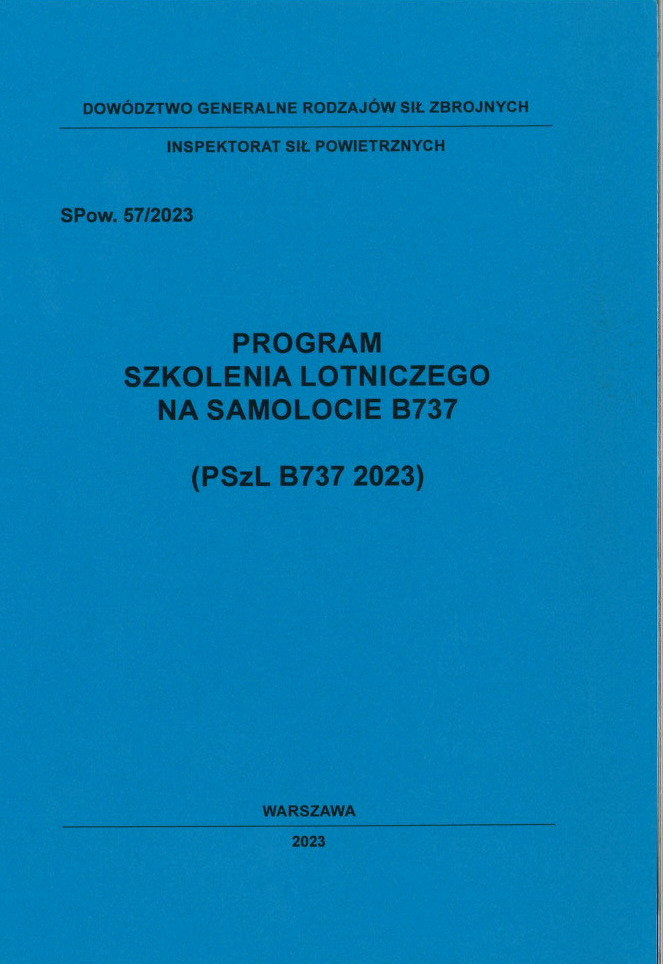 DOWÓDZTWO GENERALNE RODZAJÓW SIŁ ZBROJNYCH
INSPEKTORAT SIŁ POWIETRZNYCH
SPow. 57/2023
PROGRAM
SZKOLENIA LOTNICZEGO
NA SAMOLOCIE B737
(PSzL B737 2023)
WARSZAWA
2023